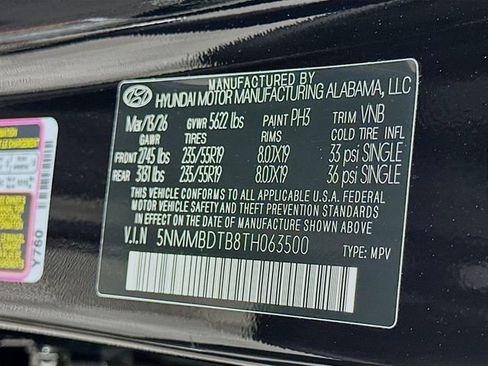 MANUFACTURED BY
HYUNDAI MOTOR MANUFACTURING ALABAMA, LLC
Mar/13/26 GVWR 5622 lbs PAINT PH3 TRIM VNB
GAWR TIRES RIMS COLD TIRE INFL
FRONT 2745 lbs 235/55R19 8.0JX19 33 psi SINGLE
REAR 3131 lbs 235/55R19 8.0JX19 36 psi SINGLE
THIS VEHICLE CONFORMS TO ALL APPLICABLE U.S.A. FEDERAL
MOTOR VEHICLE SAFETY AND THEFT PREVENTION STANDARDS
IN EFFECT ON THE DATE OF MANUFACTURE SHOWN ABOVE
V.I.N 5NMMBDTB8TH063500
TYPE: MPV
Y760